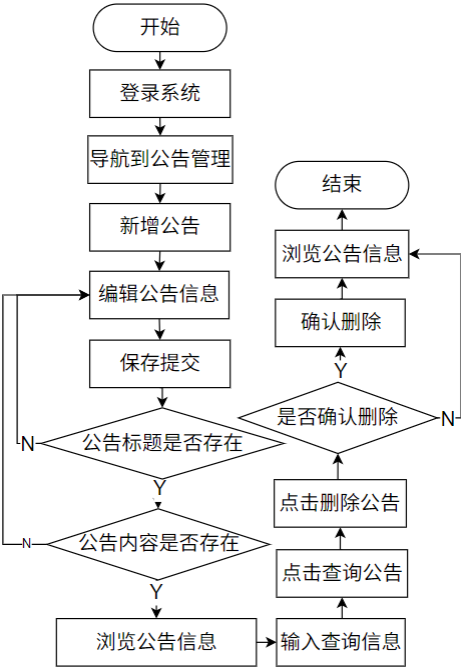 开始
登录系统
导航到公告管理
新增公告
编辑公告信息
保存提交
N
公告标题是否存在
Y
N
公告内容是否存在
Y
浏览公告信息
输入查询信息
点击查询公告
点击删除公告
是否确认删除
N
Y
确认删除
浏览公告信息
结束